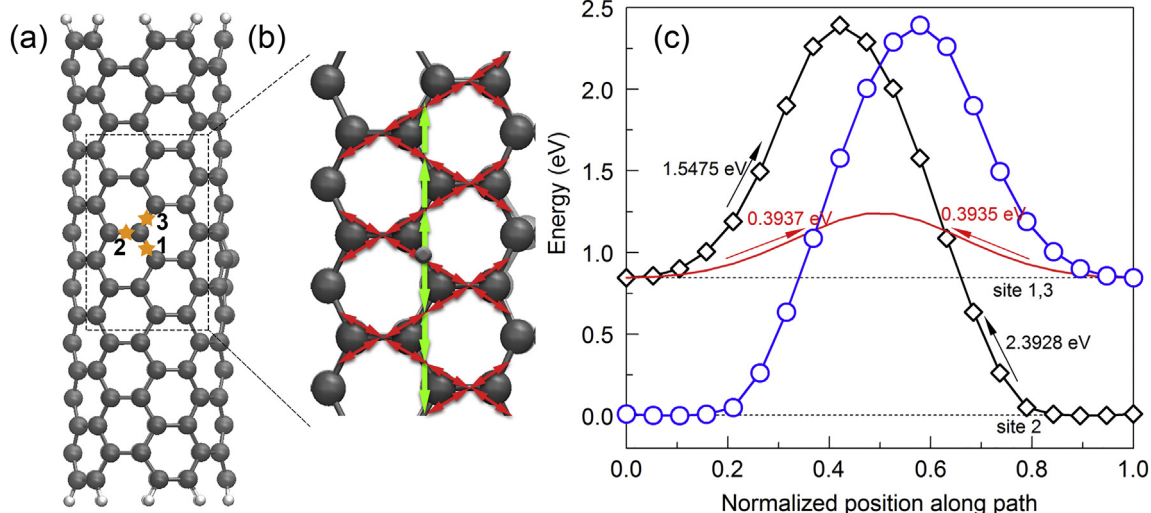 (a)
3
2
1
(b)
(c)
Energy (eV)
2.5
2.0
1.5
1.0
0.5
0.0
1.5475 eV
0.3937 eV
0.3935 eV
site 1,3
2.3928 eV
site 2
0.0 0.2 0.4 0.6 0.8 1.0
Normalized position along path